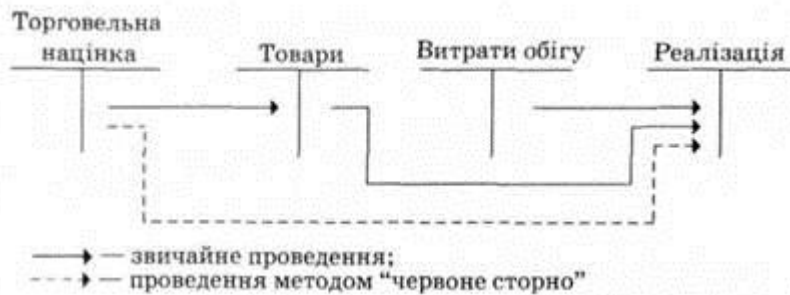 Торговельна
націнка
Товари
Витрати обігу
Реалізація
— звичайне проведення;
— проведення методом “червоне сторно”